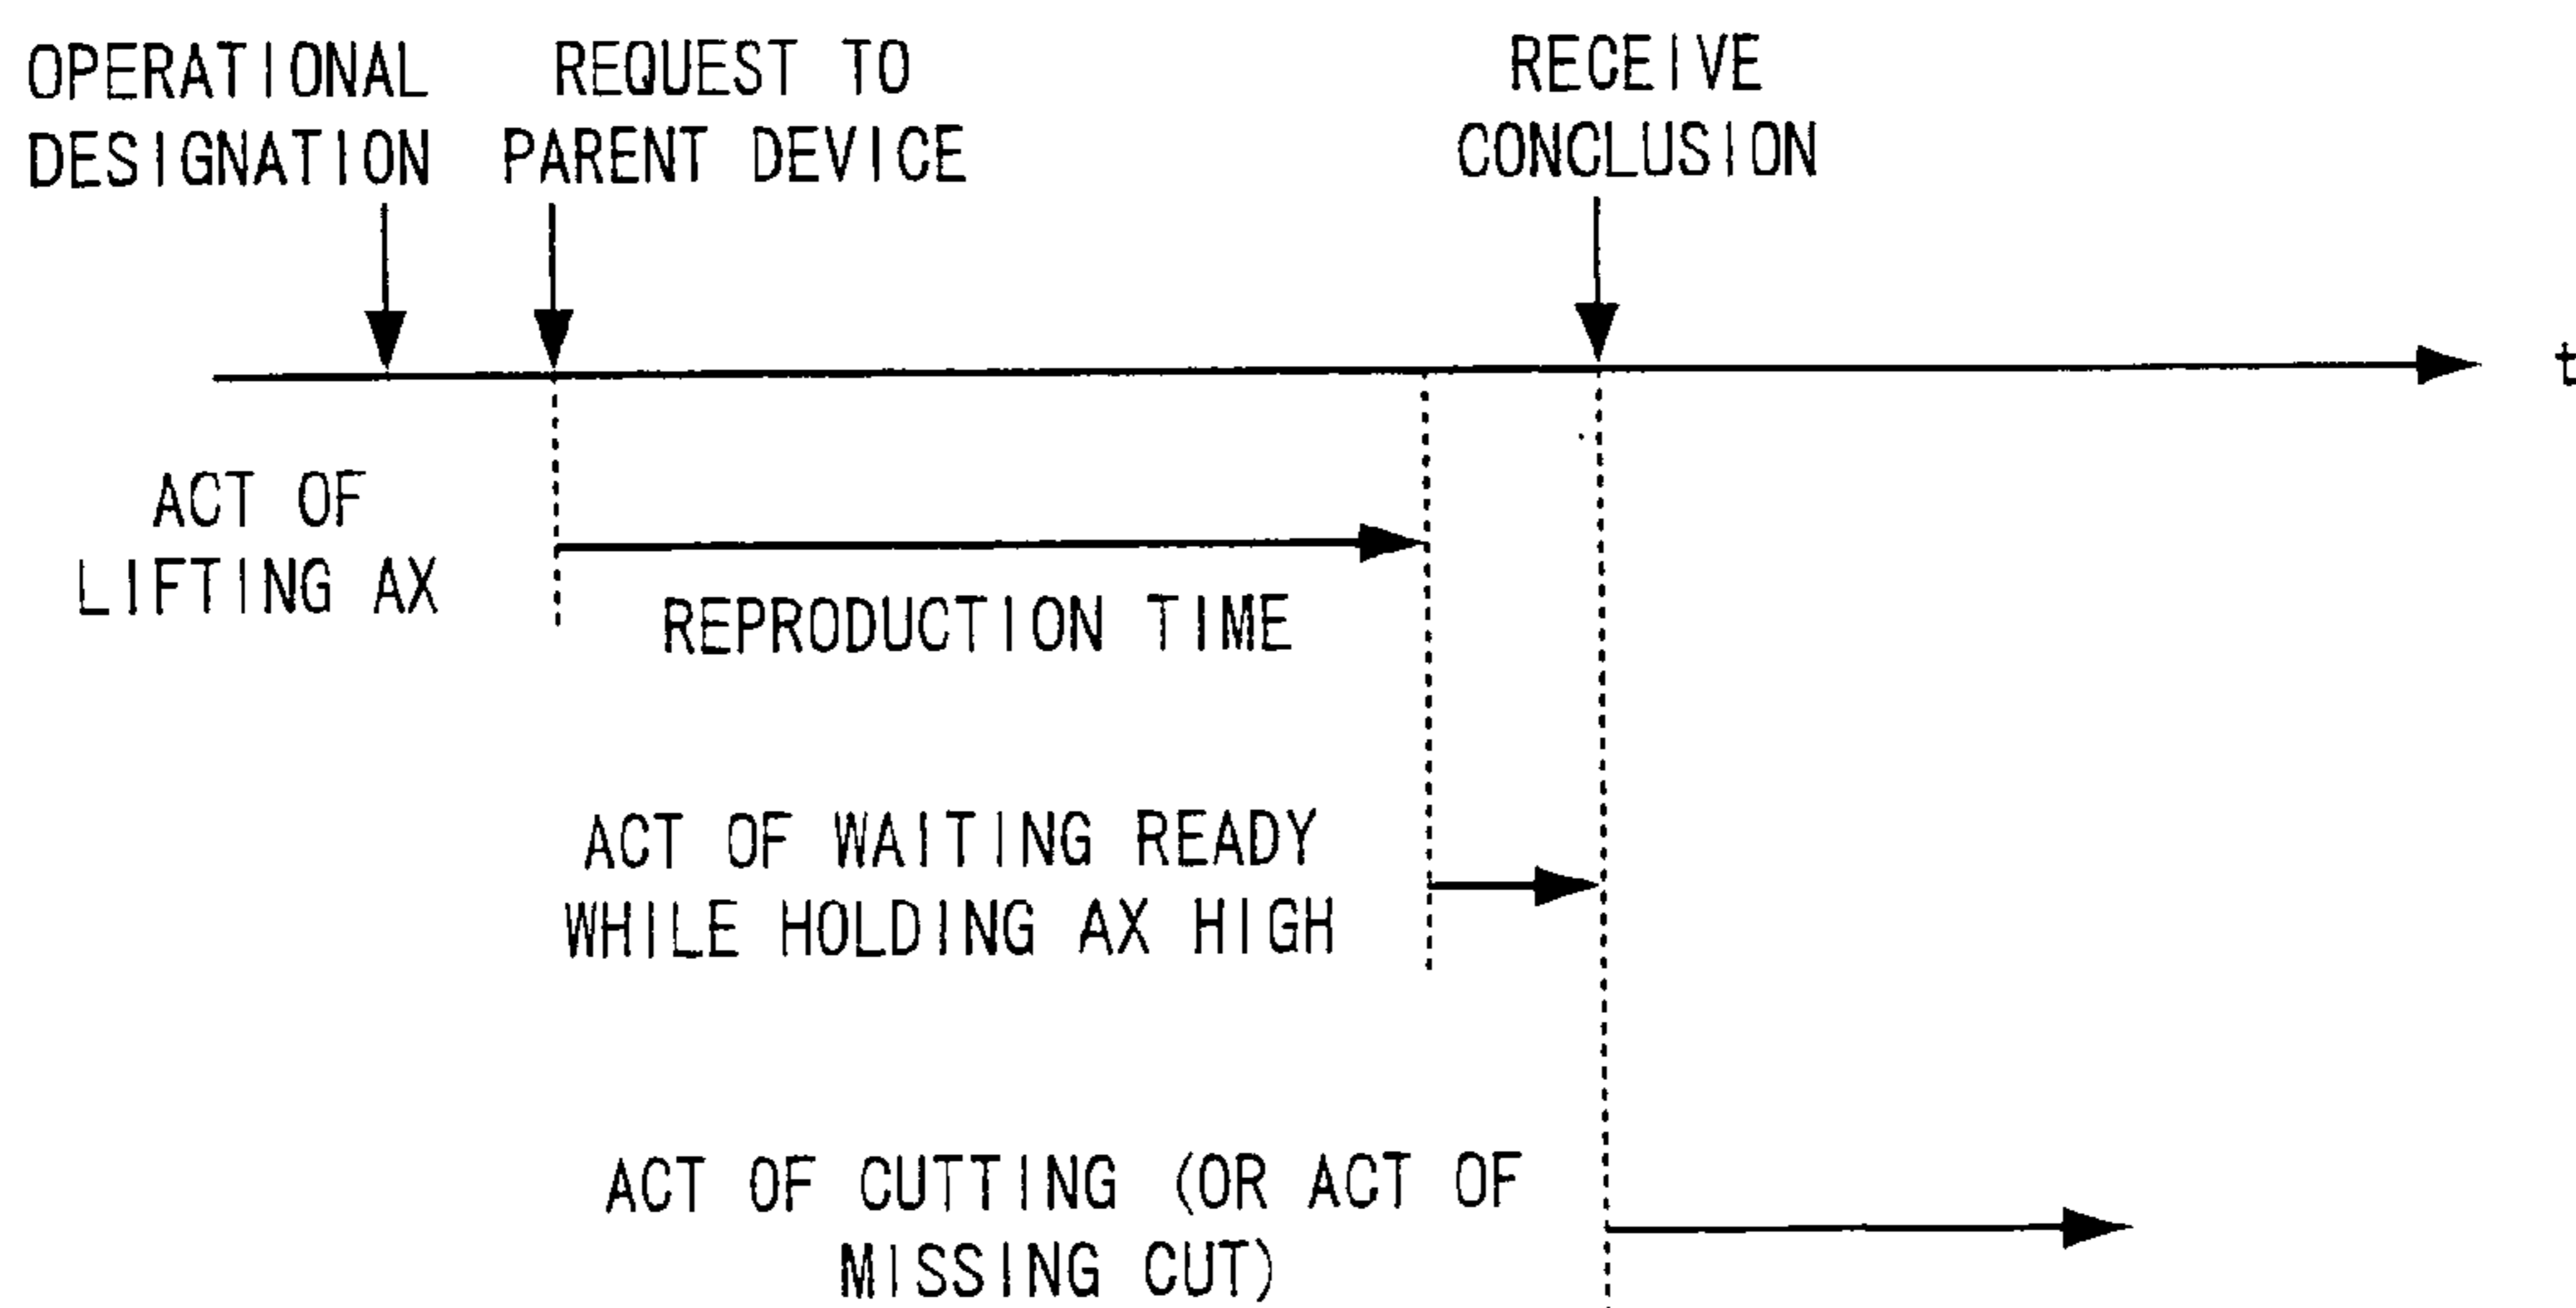 OPERATIONAL
DESIGNATION
REQUEST TO
PARENT DEVICE
RECEIVE
CONCLUSION
t
ACT OF
LIFTING AX
REPRODUCTION TIME
ACT OF WAITING READY
WHILE HOLDING AX HIGH
ACT OF CUTTING (OR ACT OF
MISSING CUT)